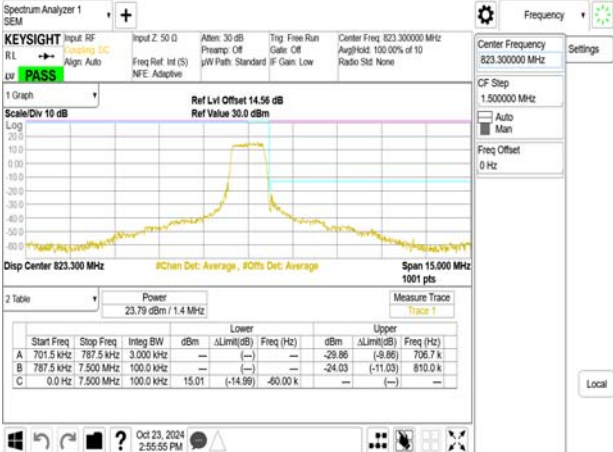 Spectrum Analyzer 1
SEM
Frequency
KEYSIGHT
Input: RF
Coupling: DC
Align: Auto
Input Z: 50 Ω
Freq Ref: Int (S)
NFE: Adaptive
Atten: 30 dB
Preamp: Off
µW Path: Standard
Trig: Free Run
Gate: Off
IF Gain: Low
Center Freq: 823.300000 MHz
Avg|Hold: 100.00% of 10
Radio Std: None
RL
LV PASS
Center Frequency
823.300000 MHz
Settings
CF Step
1.500000 MHz
Auto
Man
Freq Offset
0 Hz
1 Graph
Scale/Div 10 dB
Ref Lvl Offset 14.56 dB
Ref Value 30.0 dBm
Log
20.0
10.0
0.00
-10.0
-20.0
-30.0
-40.0
-50.0
-60.0
Disp Center 823.300 MHz
#Chan Det: Average , #Offs Det: Average
Span 15.000 MHz
1001 pts
2 Table
Power
23.79 dBm / 1.4 MHz
Measure Trace
Trace 1
Lower Upper
Start Freq Stop Freq Integ BW dBm ΔLimit(dB) Freq (Hz) dBm ΔLimit(dB) Freq (Hz)
A 701.5 kHz 787.5 kHz 3.000 kHz --- (---) --- -29.86 (-9.86) 706.7 k
B 787.5 kHz 7.500 MHz 100.0 kHz --- (---) --- -24.03 (-11.03) 810.0 k
C 0.0 Hz 7.500 MHz 100.0 kHz 15.01 (-14.99) -60.00 k --- (---) ---
Local
Oct 23, 2024
2:55:55 PM